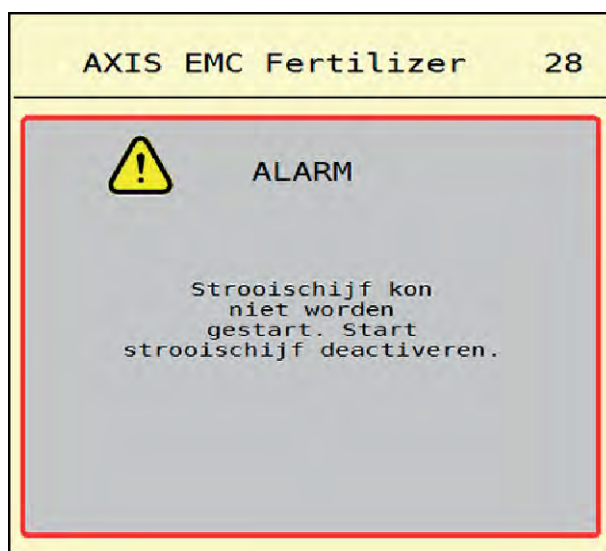 AXIS EMC Fertilizer 28
ALARM
Strooischijf kon
niet worden
gestart. Start
strooischijf deactiveren.